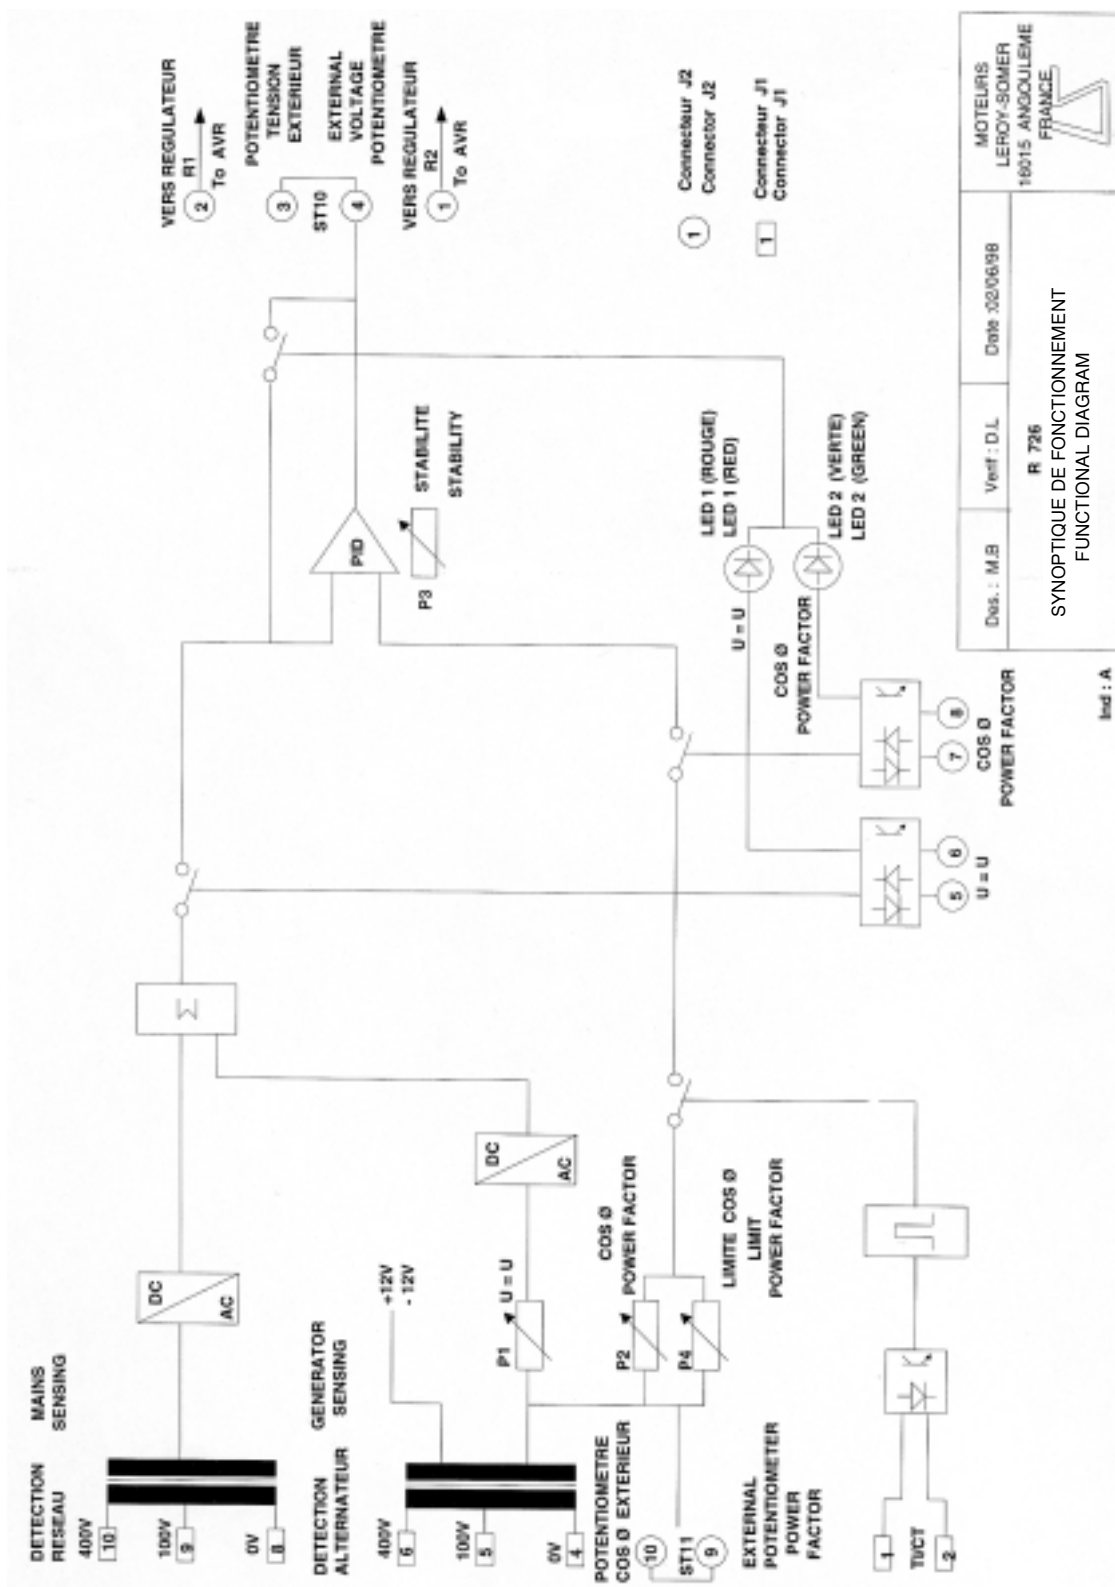 DETECTION
RESEAU
MAINS
SENSING
400V
10
100V
9
0V
8
DC
AC
Σ
DETECTION
ALTERNATEUR
GENERATOR
SENSING
400V
6
100V
5
0V
4
+12V
- 12V
P1
U = U
DC
AC
POTENTIOMETRE
COS Ø EXTERIEUR
10
ST11
9
EXTERNAL
POTENTIOMETER
POWER
FACTOR
P2
COS Ø
POWER FACTOR
P4
LIMITE COS Ø
LIMIT
POWER FACTOR
1
TI/CT
2
5
6
U = U
7
8
COS Ø
POWER FACTOR
U = U
LED 1 (ROUGE)
LED 1 (RED)
COS Ø
POWER FACTOR
LED 2 (VERTE)
LED 2 (GREEN)
PID
P3
STABILITE
STABILITY
VERS REGULATEUR
2
R1
To AVR
POTENTIOMETRE
TENSION
EXTERIEUR
3
ST10
4
EXTERNAL
VOLTAGE
POTENTIOMETRE
VERS REGULATEUR
1
R2
To AVR
1
Connecteur J2
Connector J2
1
Connecteur J1
Connector J1
Des. : M.B
Verif : D.L
Date :02/06/98
MOTEURS
LEROY-SOMER
16015 ANGOULEME
FRANCE
R 726
SYNOPTIQUE DE FONCTIONNEMENT
FUNCTIONAL DIAGRAM
Ind : A